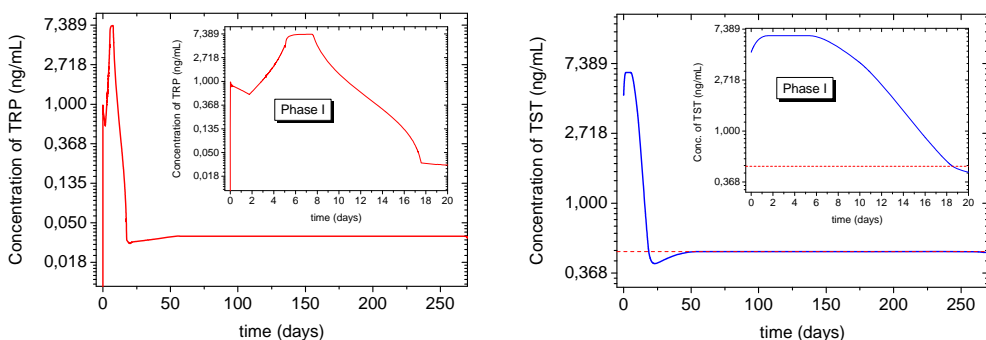 Concentration of TRP (ng/mL)
7,389
2,718
1,000
0,368
0,135
0,050
0,018
0 50 100 150 200 250
time (days)
Concentration of TRP (ng/mL)
7,389
2,718
1,000
0,368
0,135
0,050
0,018
Phase I
0 2 4 6 8 10 12 14 16 18 20
time (days)
Concentration of TST (ng/mL)
7,389
2,718
1,000
0,368
0 50 100 150 200 250
time (days)
Conc. of TST (ng/mL)
7,389
2,718
1,000
0,368
Phase I
0 2 4 6 8 10 12 14 16 18 20
time (days)